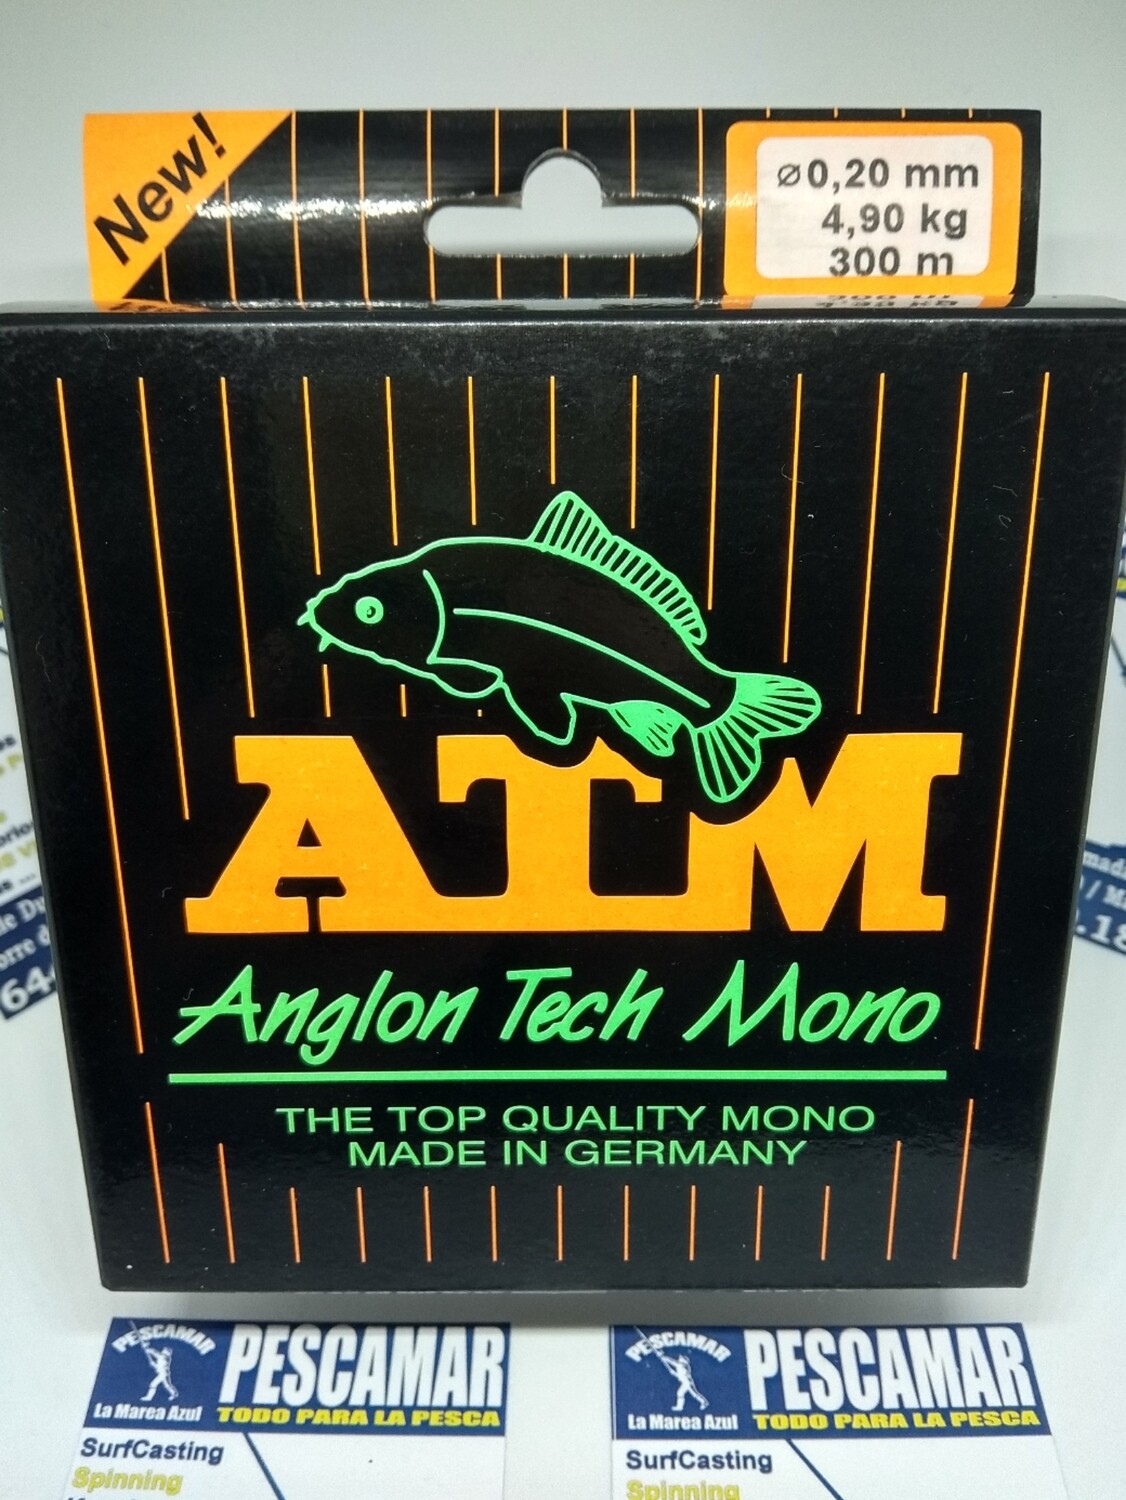 New!
⌀0,20 mm
4,90 kg
300 m
ATM
Anglon Tech Mono
THE TOP QUALITY MONO
MADE IN GERMANY
PESCAMAR
La Marea Azul
PESCAMAR
TODO PARA LA PESCA
SurfCasting
Spinning
PESCAMAR
La Marea Azul
PESCAMAR
TODO PARA LA PESCA
SurfCasting
Spinning